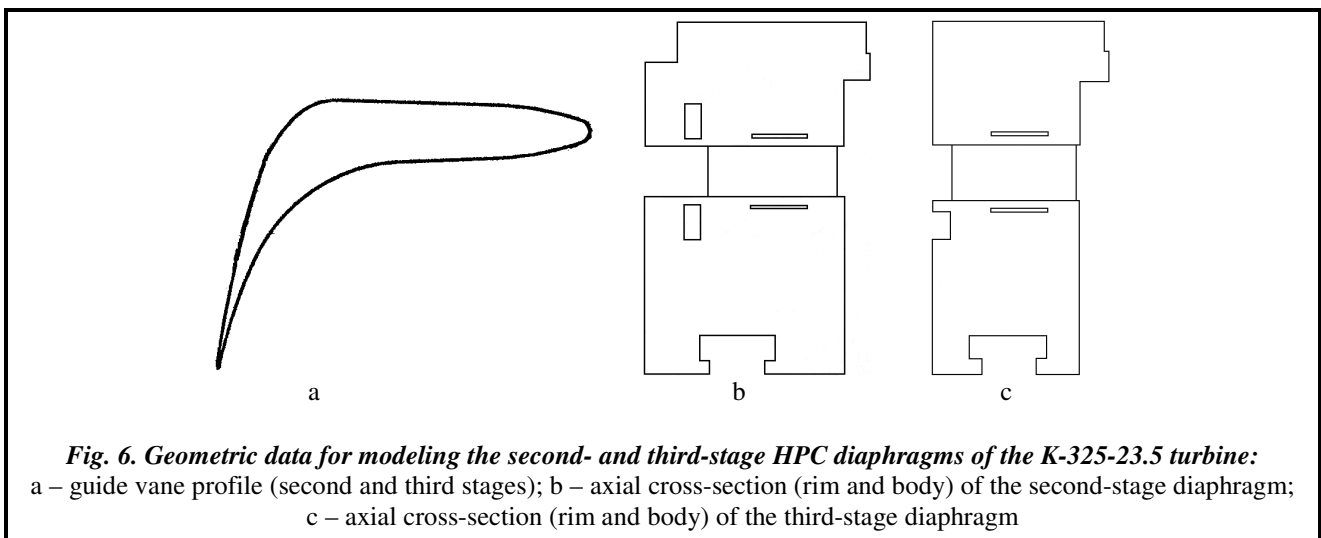 a
b
c
Fig. 6. Geometric data for modeling the second- and third-stage HPC diaphragms of the K-325-23.5 turbine:
a – guide vane profile (second and third stages); b – axial cross-section (rim and body) of the second-stage diaphragm;
c – axial cross-section (rim and body) of the third-stage diaphragm